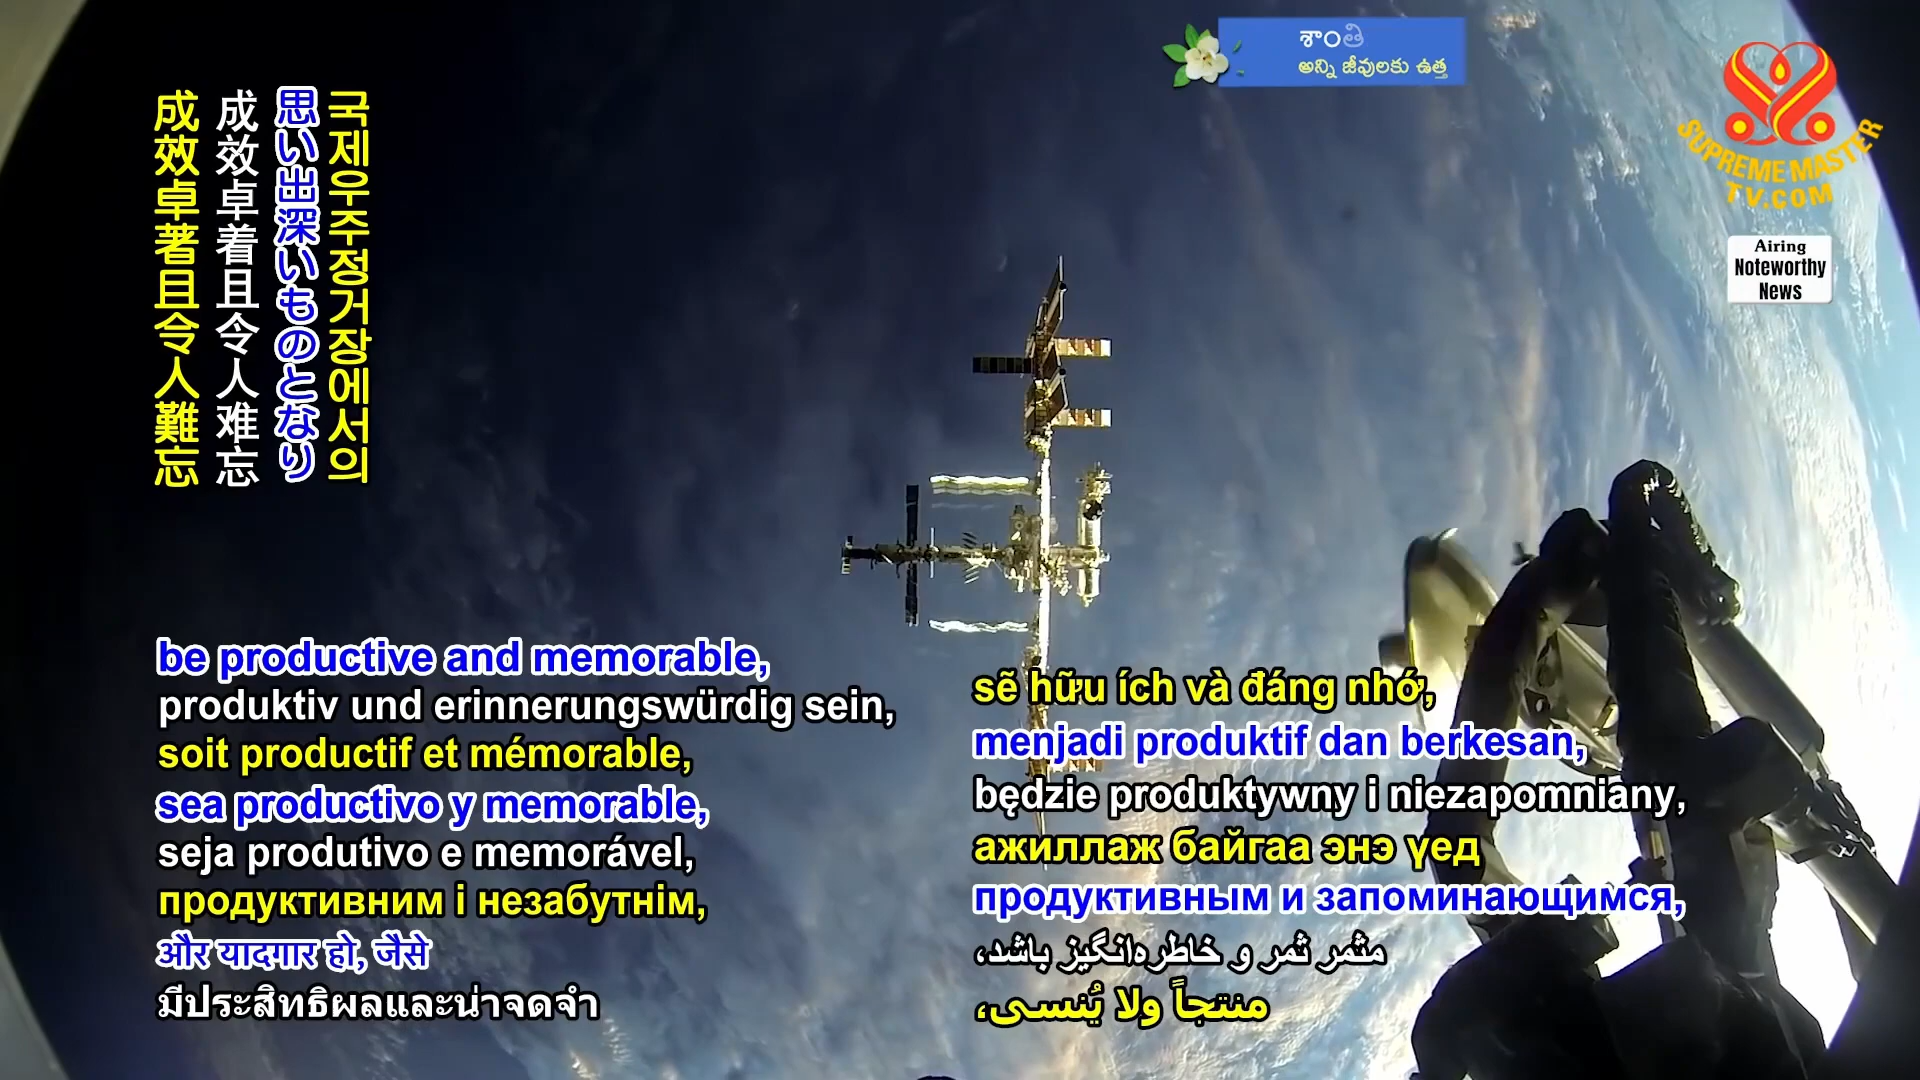 శాంతి
అన్ని జీవులకు ఉత్త
SUPREME MASTER
TV.COM
Airing
Noteworthy
News
국제우주정거장에서의
思い出深いものとなり
成效卓着且令人难忘
成效卓著且令人難忘
be productive and memorable,
produktiv und erinnerungswürdig sein,
soit productif et mémorable,
sea productivo y memorable,
seja produtivo e memorável,
продуктивним і незабутнім,
और यादगार हो, जैसे
มีประสิทธิผลและน่าจดจำ
sẽ hữu ích và đáng nhớ,
menjadi produktif dan berkesan,
będzie produktywny i niezapomniany,
ажиллаж байгаа энэ үед
продуктивным и запоминающимся,
مثمر ثمر و خاطره‌انگیز باشد،
منتجاً ولا يُنسى،